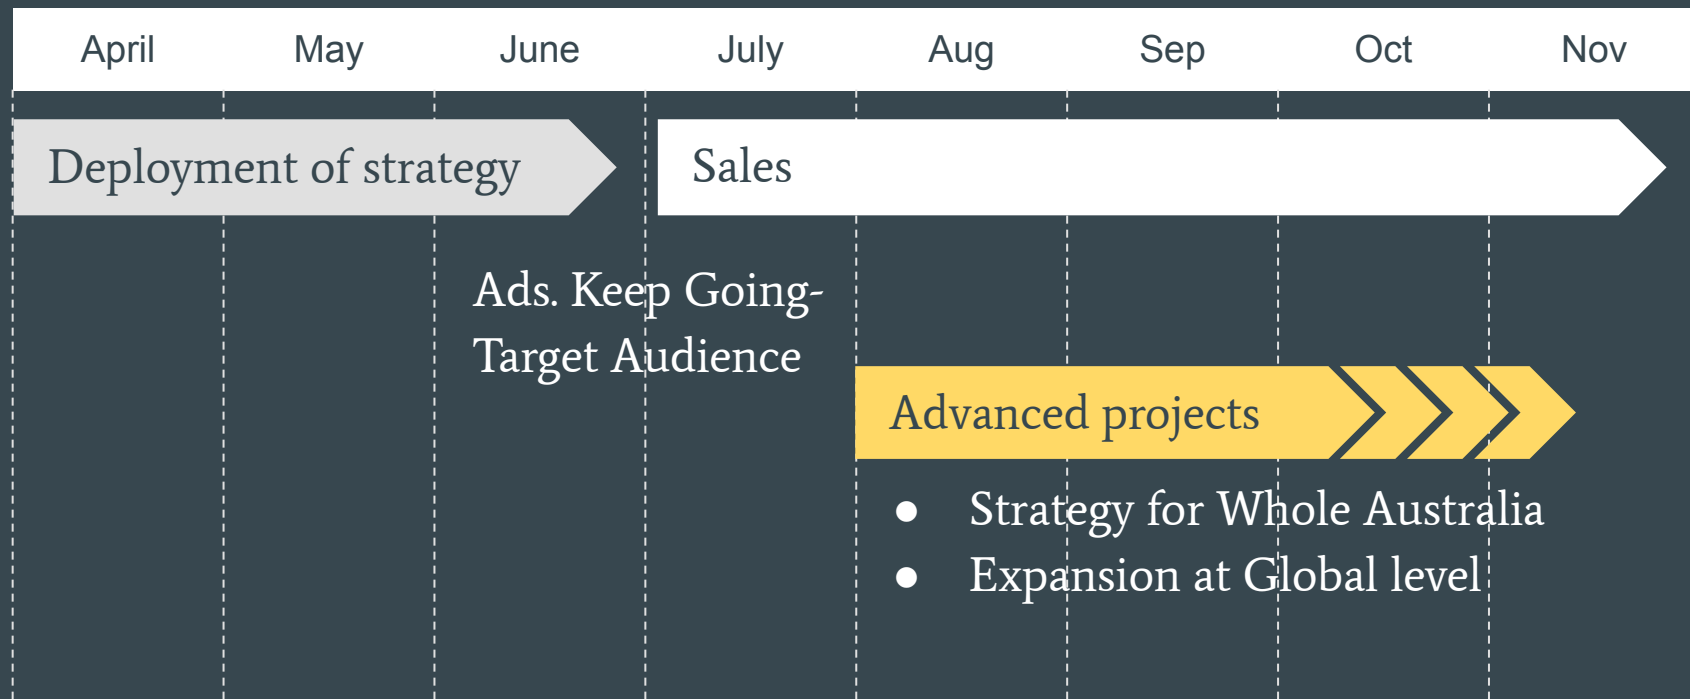 April May June July Aug Sep Oct Nov
Deployment of strategy
Sales
Ads. Keep Going-
Target Audience
Advanced projects
● Strategy for Whole Australia
● Expansion at Global level